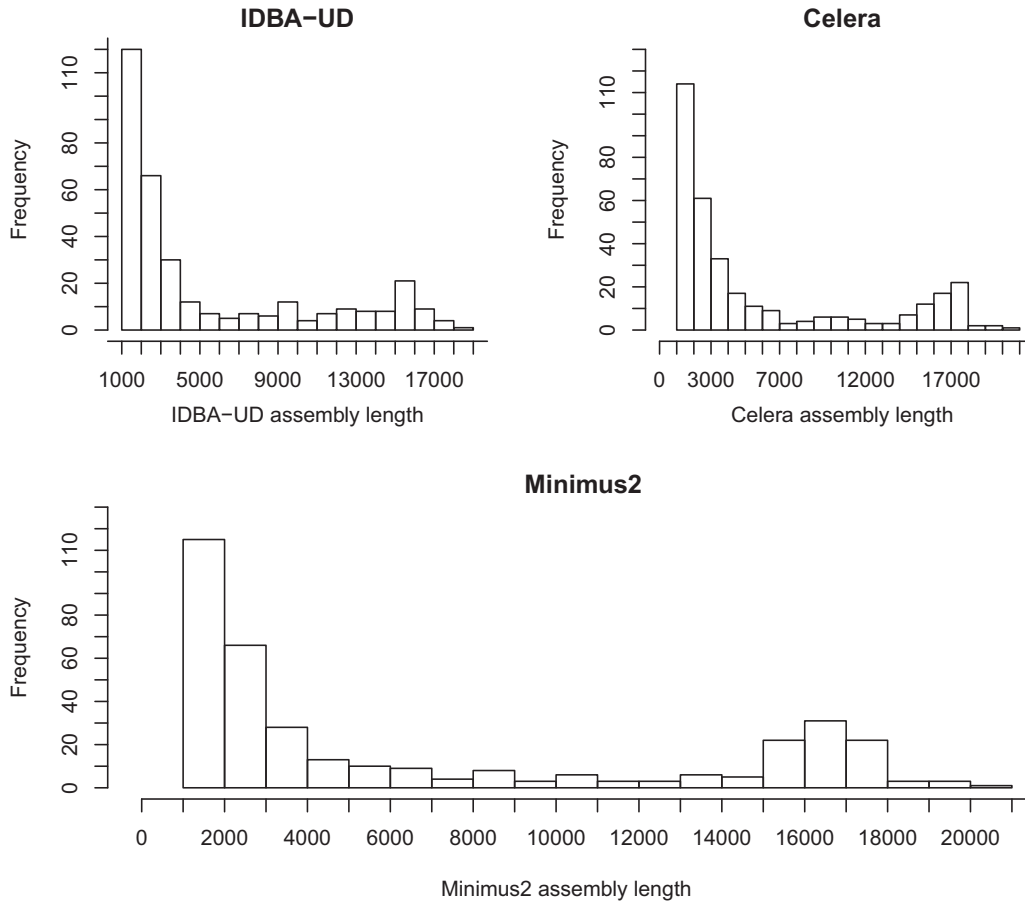 IDBA−UD
Frequency
0 20 40 60 80 110
1000 5000 9000 13000 17000
IDBA−UD assembly length
Celera
Frequency
0 20 40 60 80 110
0 3000 7000 12000 17000
Celera assembly length
Minimus2
Frequency
0 20 40 60 80 110
0 2000 4000 6000 8000 10000 12000 14000 16000 18000 20000
Minimus2 assembly length